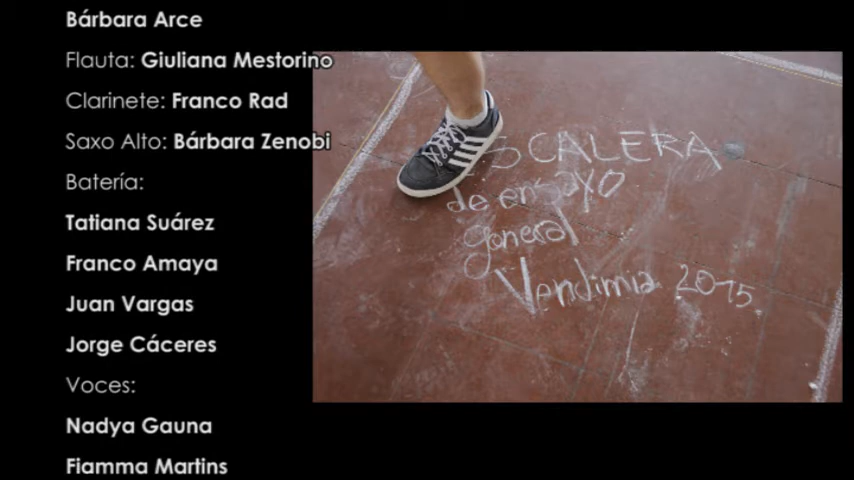 Bárbara Arce
Flauta: Giuliana Mestorino
Clarinete: Franco Rad
Saxo Alto: Bárbara Zenobi
Batería:
Tatiana Suárez
Franco Amaya
Juan Vargas
Jorge Cáceres
Voces:
Nadya Gauna
Fiamma Martins
SCALERA
de ensayo
general
Vendimia 2015